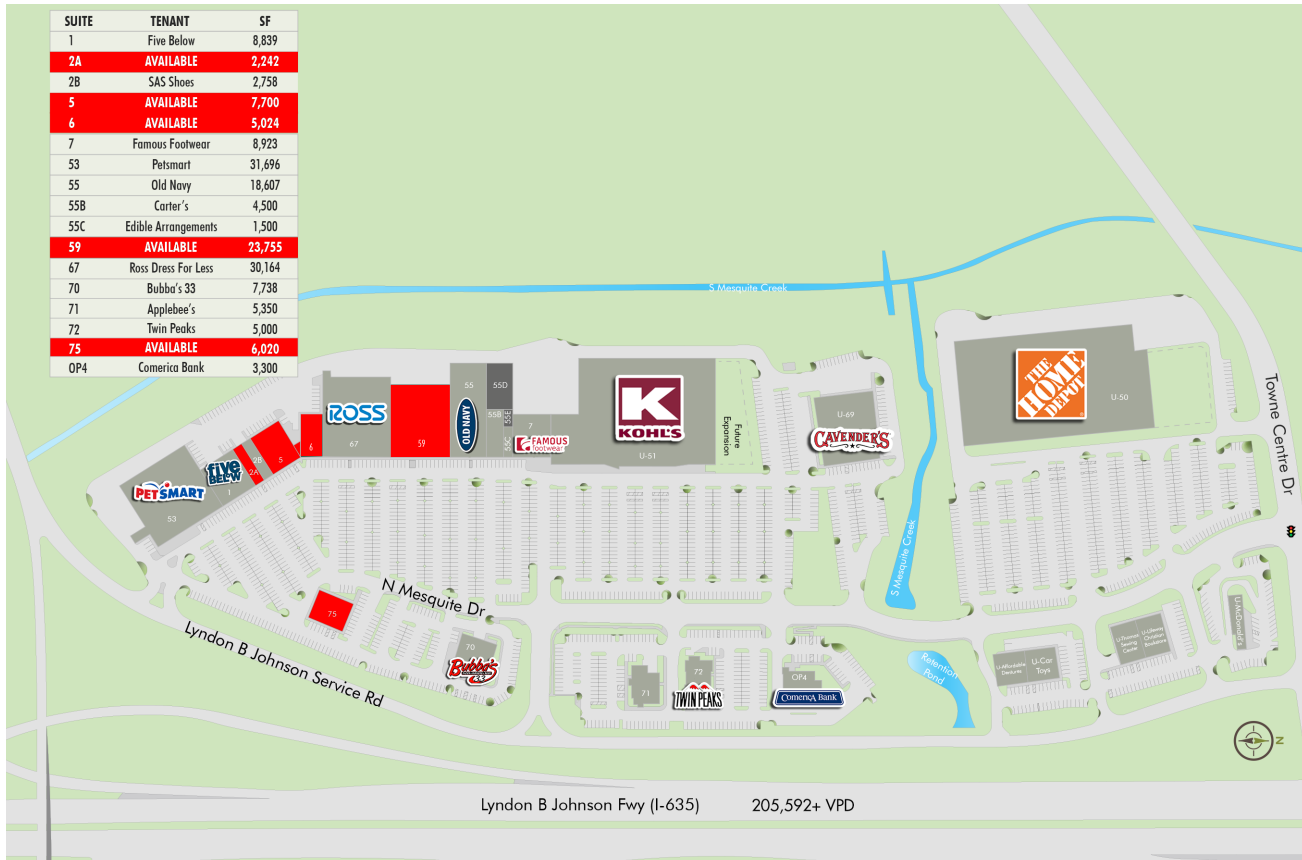 SUITE TENANT SF
1 Five Below 8,839
2A AVAILABLE 2,242
2B SAS Shoes 2,758
5 AVAILABLE 7,700
6 AVAILABLE 5,024
7 Famous Footwear 8,923
53 Petsmart 31,696
55 Old Navy 18,607
55B Carter's 4,500
55C Edible Arrangements 1,500
59 AVAILABLE 23,755
67 Ross Dress For Less 30,164
70 Bubba's 33 7,738
71 Applebee's 5,350
72 Twin Peaks 5,000
75 AVAILABLE 6,020
OP4 Comerica Bank 3,300
S Mesquite Creek
THE
HOME
DEPOT
U-50
Towne Centre Dr
55
55D
ROSS
67
59
OLD NAVY
55B
55E
55C
7
FAMOUS
footwear
K
KOHL'S
U-51
Future
Expansion
U-69
CAVENDER'S
6
5
2B
2A
five
BELOW
1
PETSMART
53
S Mesquite Creek
75
N Mesquite Dr
Lyndon B Johnson Service Rd
70
Bubba's
33
71
72
TWIN PEAKS
OP4
Comerica Bank
Retention
Pond
U-Affordable
Dentures
U-Car
Toys
U-Thomas
Sewing
Center
U-Lifeway
Christian
Bookstore
U-McDonald's
N
Lyndon B Johnson Fwy (I-635) 205,592+ VPD